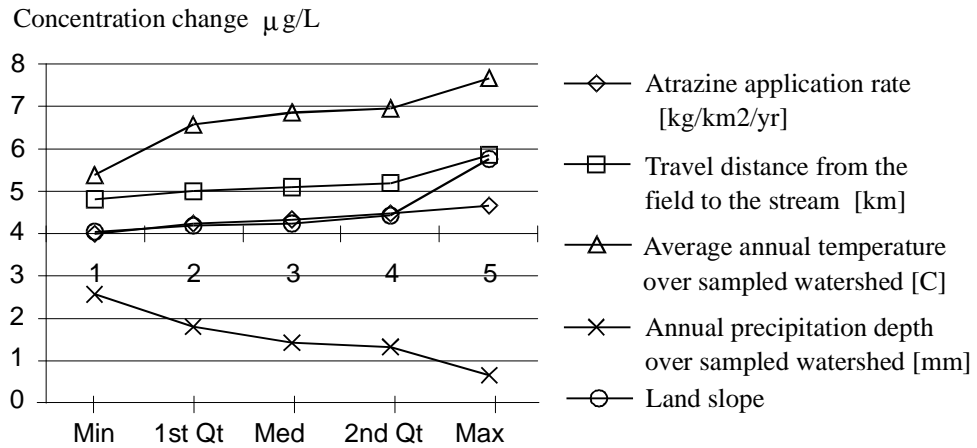 Concentration change µg/L
8
7
6
5
4
3
2
1
0
1 2 3 4 5
Min 1st Qt Med 2nd Qt Max
Atrazine application rate
[kg/km2/yr]
Travel distance from the
field to the stream [km]
Average annual temperature
over sampled watershed [C]
Annual precipitation depth
over sampled watershed [mm]
Land slope